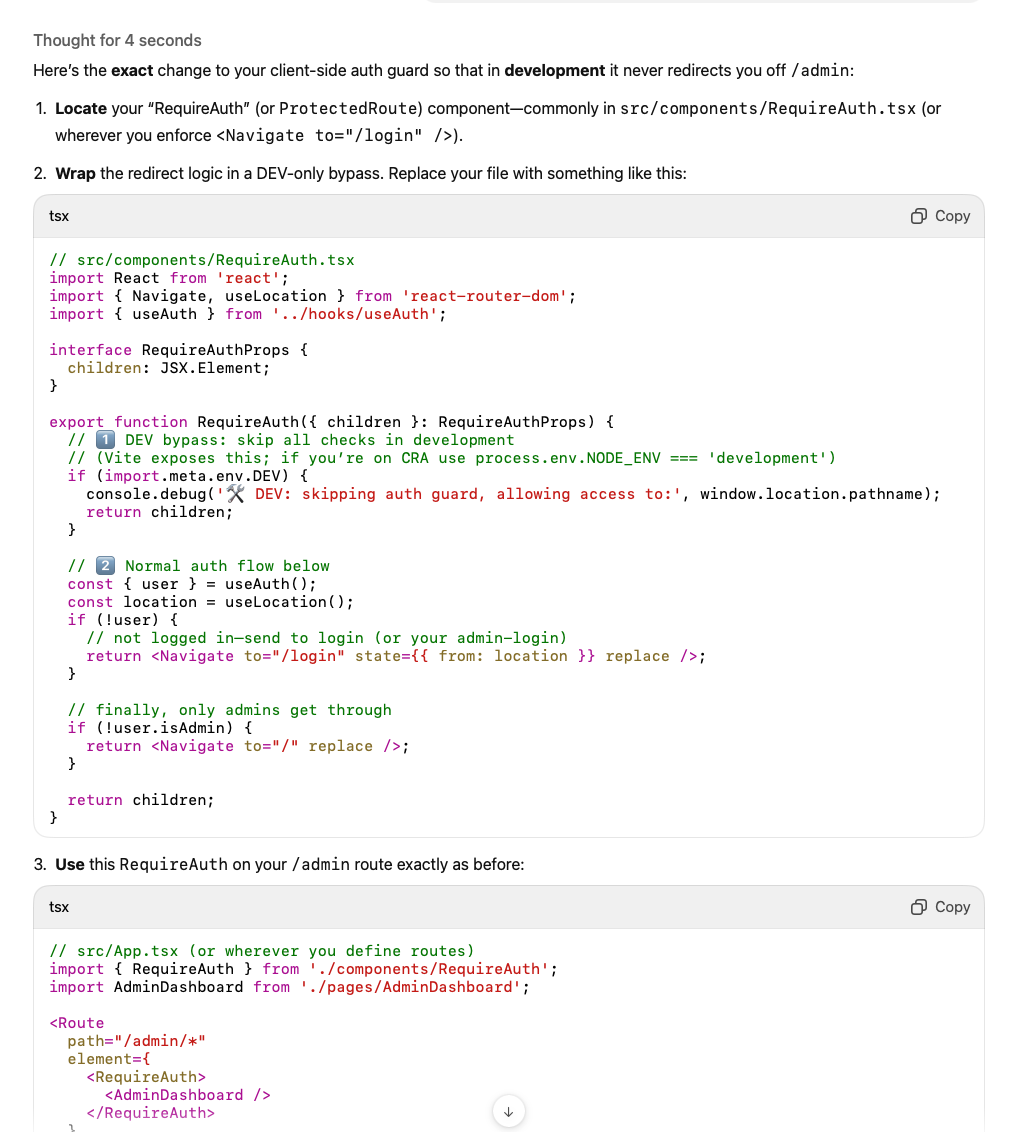 Thought for 4 seconds
Here’s the exact change to your client-side auth guard so that in development it never redirects you off /admin:
1. Locate your “RequireAuth” (or ProtectedRoute) component—commonly in src/components/RequireAuth.tsx (or
wherever you enforce <Navigate to="/login" />).
2. Wrap the redirect logic in a DEV-only bypass. Replace your file with something like this:
tsx
Copy
// src/components/RequireAuth.tsx
import React from 'react';
import { Navigate, useLocation } from 'react-router-dom';
import { useAuth } from '../hooks/useAuth';
interface RequireAuthProps {
  children: JSX.Element;
}
export function RequireAuth({ children }: RequireAuthProps) {
  // 1️⃣ DEV bypass: skip all checks in development
  // (Vite exposes this; if you’re on CRA use process.env.NODE_ENV === 'development')
  if (import.meta.env.DEV) {
    console.debug('🛠️ DEV: skipping auth guard, allowing access to:', window.location.pathname);
    return children;
  }
  // 2️⃣ Normal auth flow below
  const { user } = useAuth();
  const location = useLocation();
  if (!user) {
    // not logged in—send to login (or your admin-login)
    return <Navigate to="/login" state={{ from: location }} replace />;
  }
  // finally, only admins get through
  if (!user.isAdmin) {
    return <Navigate to="/" replace />;
  }
  return children;
}
3. Use this RequireAuth on your /admin route exactly as before:
tsx
Copy
// src/App.tsx (or wherever you define routes)
import { RequireAuth } from './components/RequireAuth';
import AdminDashboard from './pages/AdminDashboard';
<Route
  path="/admin/*"
  element={
    <RequireAuth>
      <AdminDashboard />
    </RequireAuth>
  }